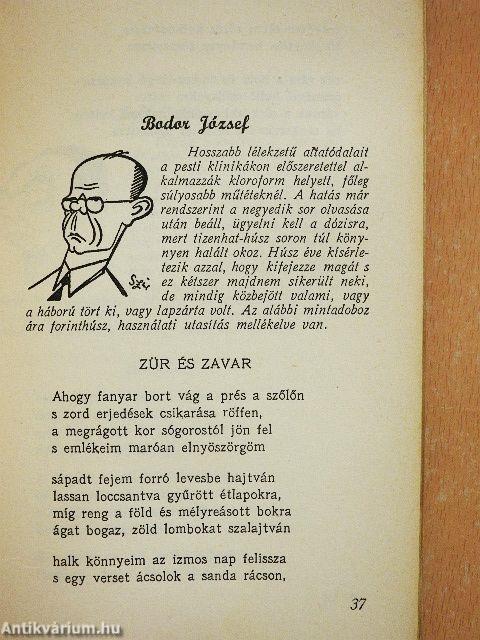 Bodor József
Hosszabb lélekzetű altatódalait
a pesti klinikákon előszeretettel al-
kalmazzák kloroform helyett, főleg
súlyosabb műtéteknél. A hatás már
rendszerint a negyedik sor olvasása
után beáll, ügyelni kell a dózisra,
mert tizenhat-húsz soron túl köny-
nyen halált okoz. Húsz éve kísérle-
tezik azzal, hogy kifejezze magát s
ez kétszer majdnem sikerült neki,
de mindig közbejött valami, vagy
a háború tört ki, vagy lapzárta volt. Az alábbi mintadoboz
ára forinthúsz, használati utasítás mellékelve van.
Szij
ZŰR ÉS ZAVAR
Ahogy fanyar bort vág a prés a szőlőn
s zord erjedések csikarása röffen,
a megrágott kor sógorostól jön fel
s emlékeim maróan elnyöszörgöm
sápadt fejem forró levesbe hajtván
lassan loccsantva gyűrött étlapokra,
míg reng a föld és mélyreásott bokra
ágat bogaz, zöld lombokat szalajtván
halk könnyeim az izmos nap felissza
s egy verset ácsolok a sanda rácson,
37
Antikvárium.hu